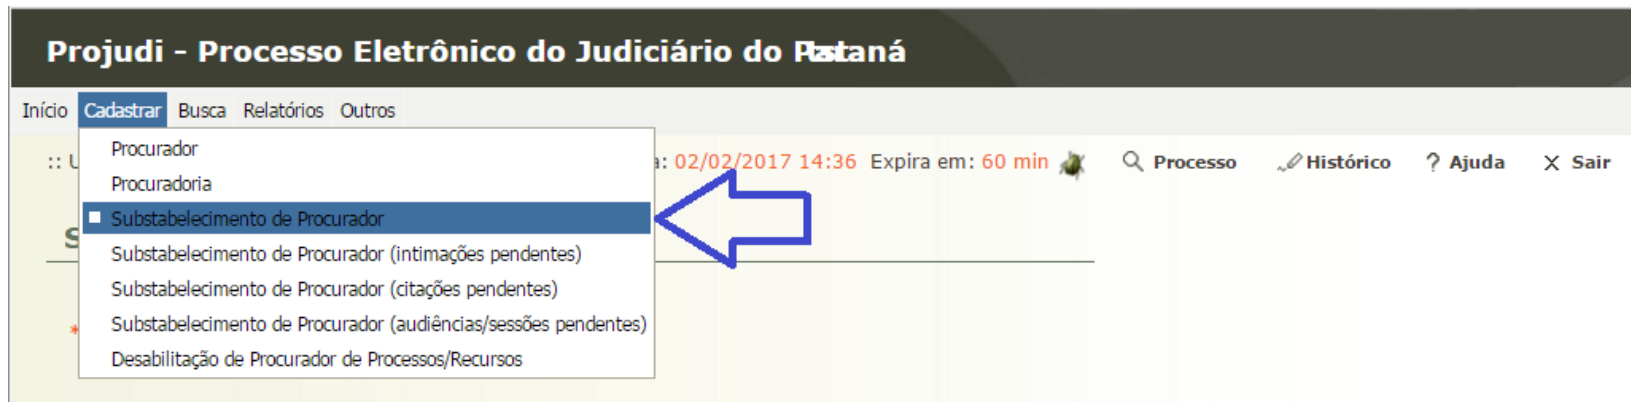 Projudi - Processo Eletrônico do Judiciário do
Início Cadastrar Busca Relatórios Outros
Procurador
:: U a: 02/02/2017 14:36 Expira em: 60 min Processo Histórico ? Ajuda X Sair
Procuradoria
Substabelecimento de Procurador
S
Substabelecimento de Procurador (intimações pendentes)
Substabelecimento de Procurador (citações pendentes)
* Substabelecimento de Procurador (audiências/sessões pendentes)
Desabilitação de Procurador de Processos/Recursos